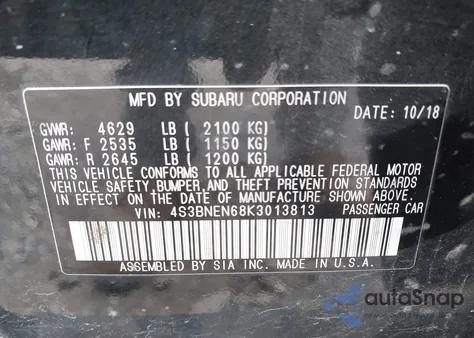 MFD BY SUBARU CORPORATION
DATE: 10/18
GVWR: 4629 LB ( 2100 KG)
GAWR: F 2535 LB ( 1150 KG)
GAWR: R 2645 LB ( 1200 KG)
THIS VEHICLE CONFORMS TO ALL APPLICABLE FEDERAL MOTOR
VEHICLE SAFETY, BUMPER, AND THEFT PREVENTION STANDARDS
IN EFFECT ON THE DATE OF MANUFACTURE SHOWN ABOVE.
VIN: 4S3BNEN68K3013813 PASSENGER CAR
ASSEMBLED BY SIA INC. MADE IN U.S.A.
autoSnap
www.autosnap.com